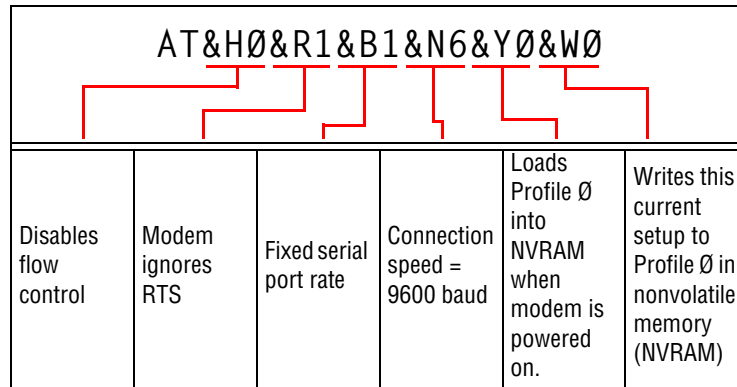 AT&HØ&R1&B1&N6&YØ&WØ
Disables
flow
control
Modem
ignores
RTS
Fixed serial
port rate
Connection
speed =
9600 baud
Loads
Profile Ø
into
NVRAM
when
modem is
powered
on.
Writes this
current
setup to
Profile Ø in
nonvolatile
memory
(NVRAM)